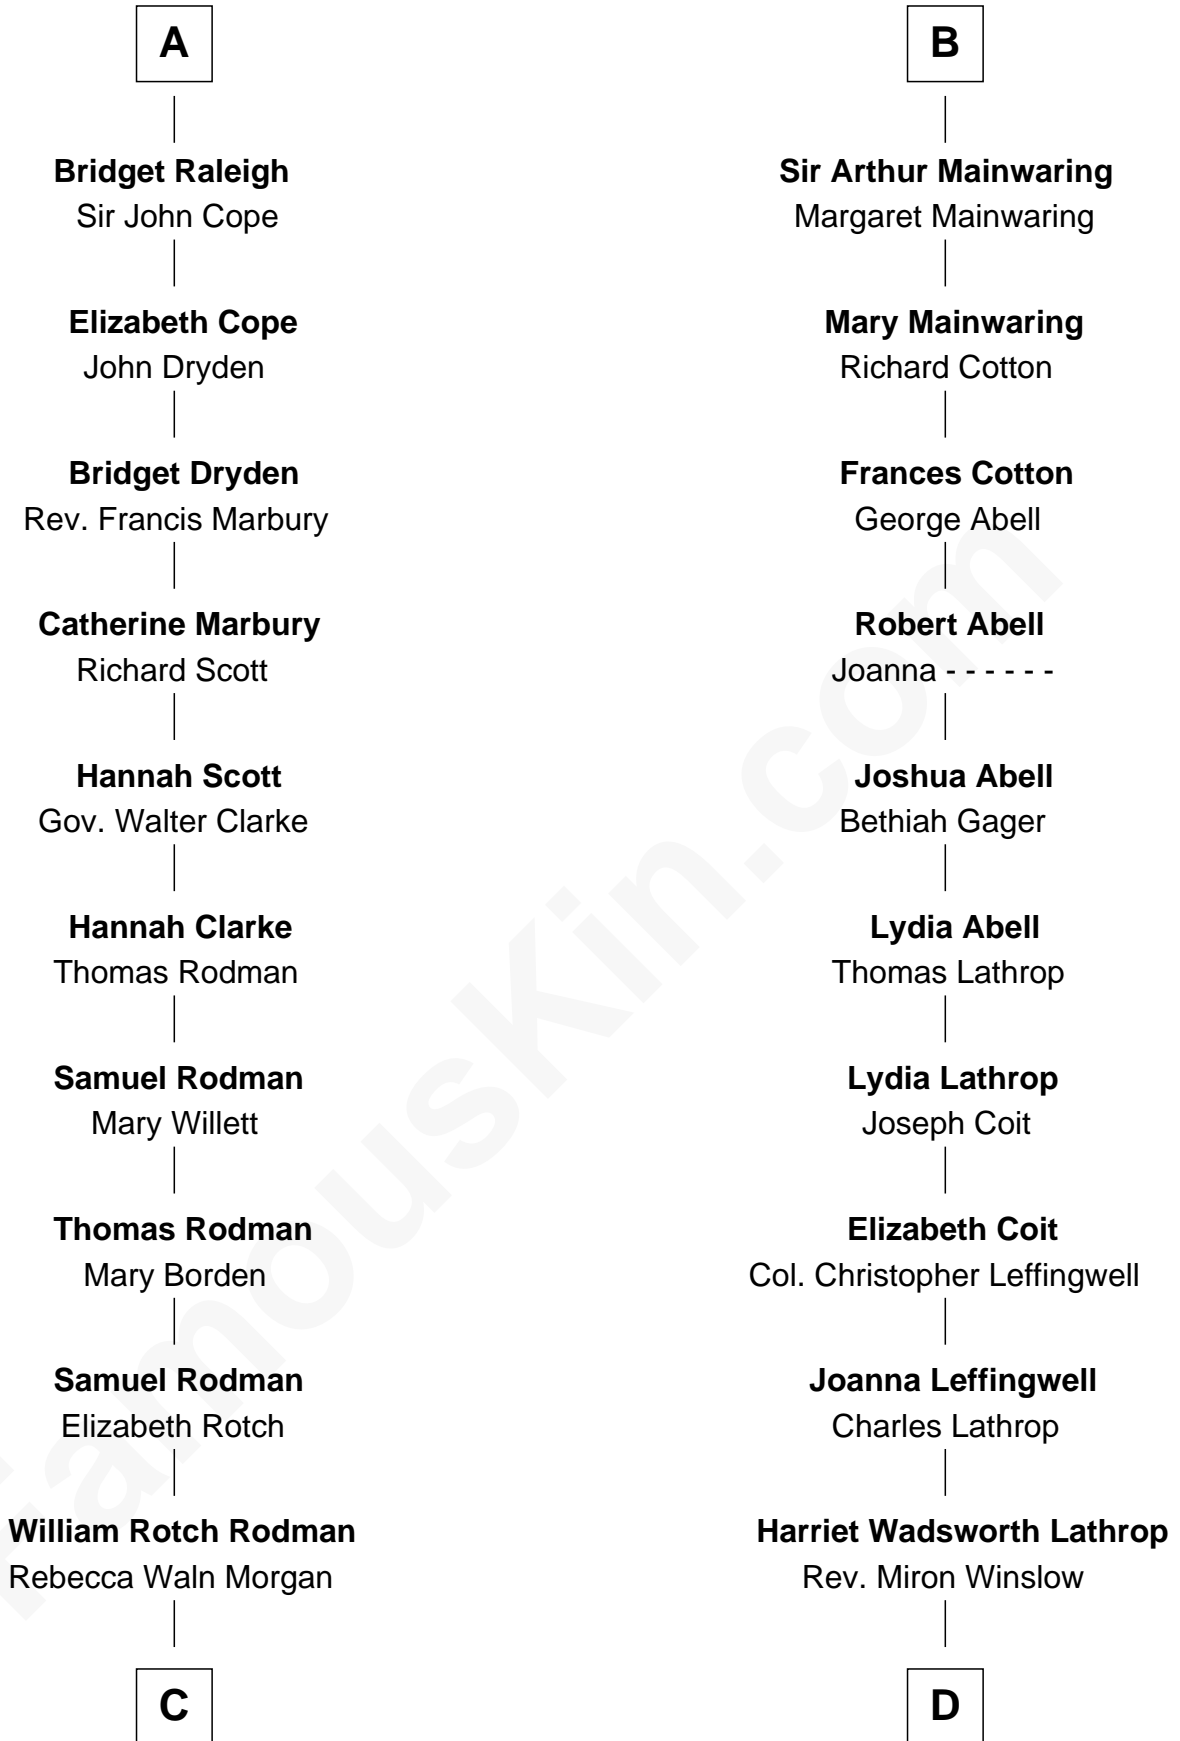 A
Bridget Raleigh
Sir John Cope
Elizabeth Cope
John Dryden
Bridget Dryden
Rev. Francis Marbury
Catherine Marbury
Richard Scott
Hannah Scott
Gov. Walter Clarke
Hannah Clarke
Thomas Rodman
Samuel Rodman
Mary Willett
Thomas Rodman
Mary Borden
Samuel Rodman
Elizabeth Rotch
William Rotch Rodman
Rebecca Waln Morgan
C
B
Sir Arthur Mainwaring
Margaret Mainwaring
Mary Mainwaring
Richard Cotton
Frances Cotton
George Abell
Robert Abell
Joanna - - - - - -
Joshua Abell
Bethiah Gager
Lydia Abell
Thomas Lathrop
Lydia Lathrop
Joseph Coit
Elizabeth Coit
Col. Christopher Leffingwell
Joanna Leffingwell
Charles Lathrop
Harriet Wadsworth Lathrop
Rev. Miron Winslow
D
FamousKin.com